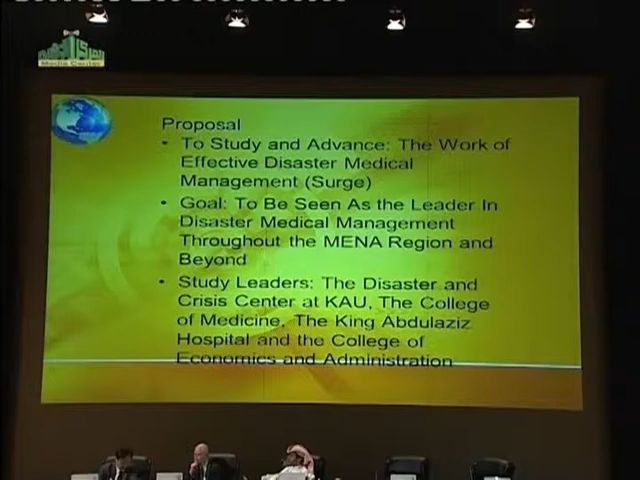 Media Center
Proposal
• To Study and Advance: The Work of
Effective Disaster Medical
Management (Surge)
• Goal: To Be Seen As the Leader In
Disaster Medical Management
Throughout the MENA Region and
Beyond
• Study Leaders: The Disaster and
Crisis Center at KAU, The College
of Medicine, The King Abdulaziz
Hospital and the College of
Economics and Administration